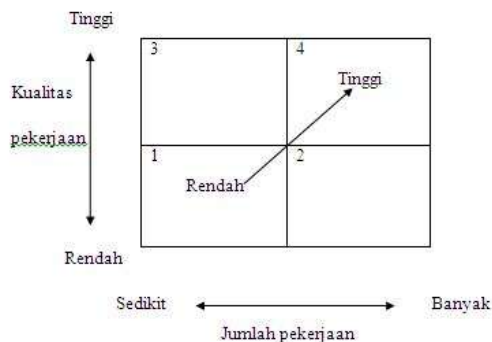 Tinggi
3
4
Kualitas
Tinggi
pekerjaan
1
2
Rendah
Rendah
Sedikit
Banyak
Jumlah pekerjaan